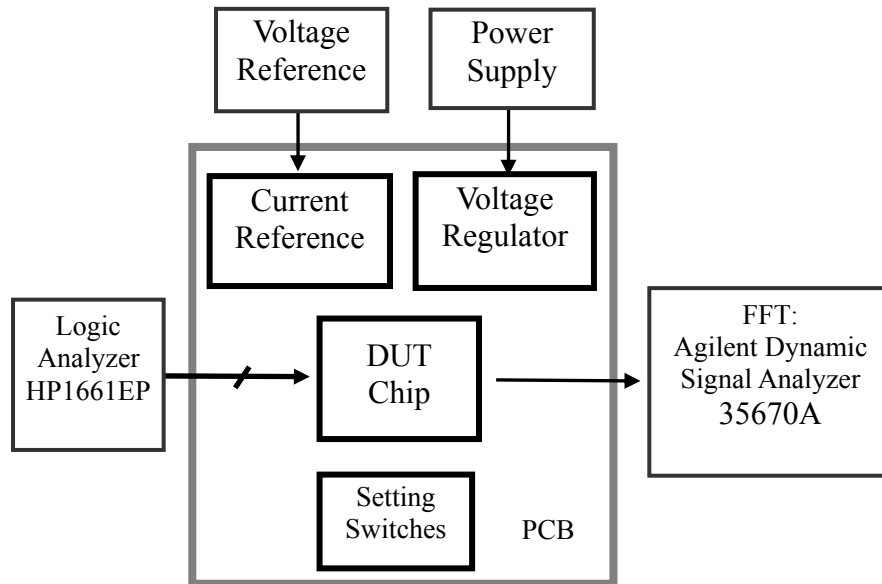 Voltage
Reference
Power
Supply
Current
Reference
Voltage
Regulator
Logic
Analyzer
HP1661EP
DUT
Chip
FFT:
Agilent Dynamic
Signal Analyzer
35670A
Setting
Switches
PCB